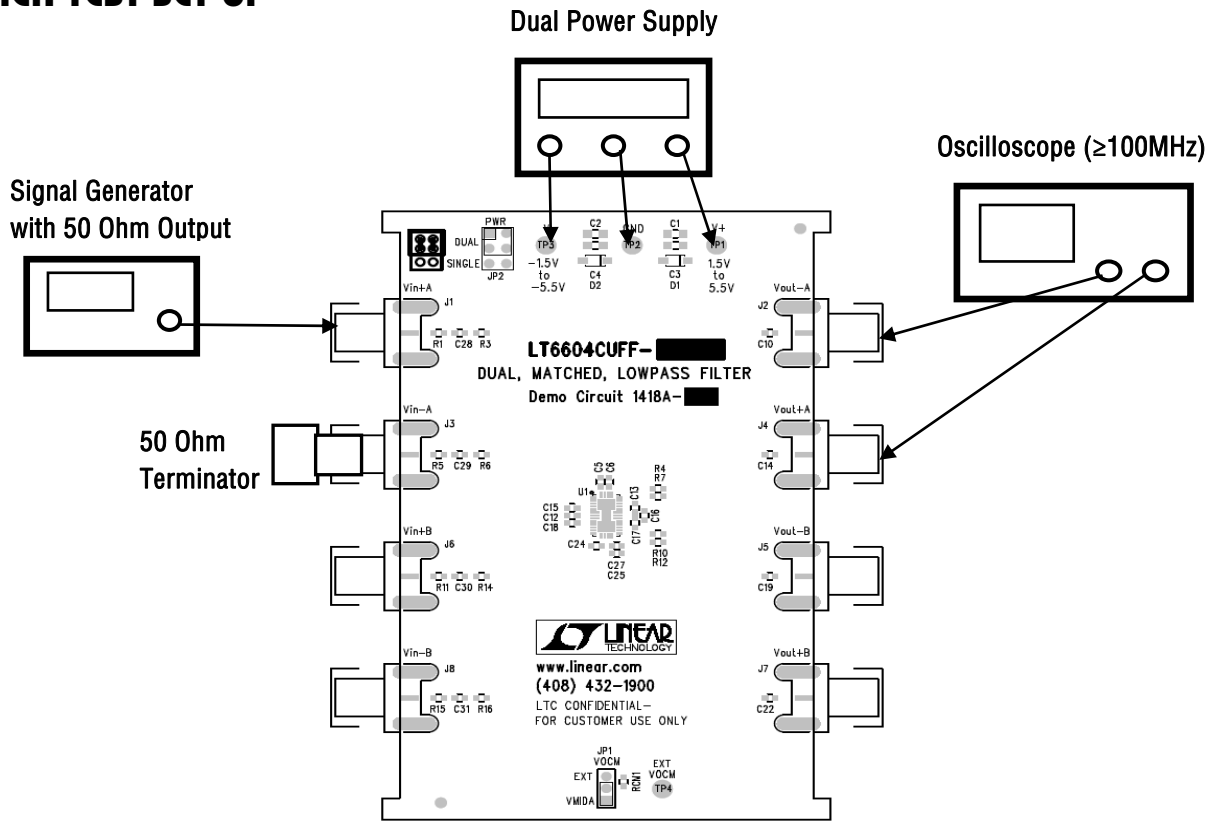 Dual Power Supply
Oscilloscope (≥100MHz)
Signal Generator
with 50 Ohm Output
50 Ohm
Terminator
PWR
DUAL
SINGLE
JP2
TP3
-1.5V
to
-5.5V
C2
C4
D2
GND
TP2
C1
C3
D1
V+
TP1
1.5V
to
5.5V
Vin+A
J1
R1 C28 R3
Vout-A
J2
C10
LT6604CUFF-
DUAL, MATCHED, LOWPASS FILTER
Demo Circuit 1418A-
Vin-A
J3
R5 C29 R6
Vout+A
J4
C14
C5
C6
R4
R7
U1
C13
C15
C12
C18
C16
C17
C24
R10
R12
C27
C25
Vin+B
J6
R11 C30 R14
Vout-B
J5
C19
LINEAR
TECHNOLOGY
www.linear.com
(408) 432-1900
LTC CONFIDENTIAL-
FOR CUSTOMER USE ONLY
Vin-B
J8
R15 C31 R16
Vout+B
J7
C22
JP1
VOCM
EXT
VMIDA
RCM1
EXT
VOCM
TP4